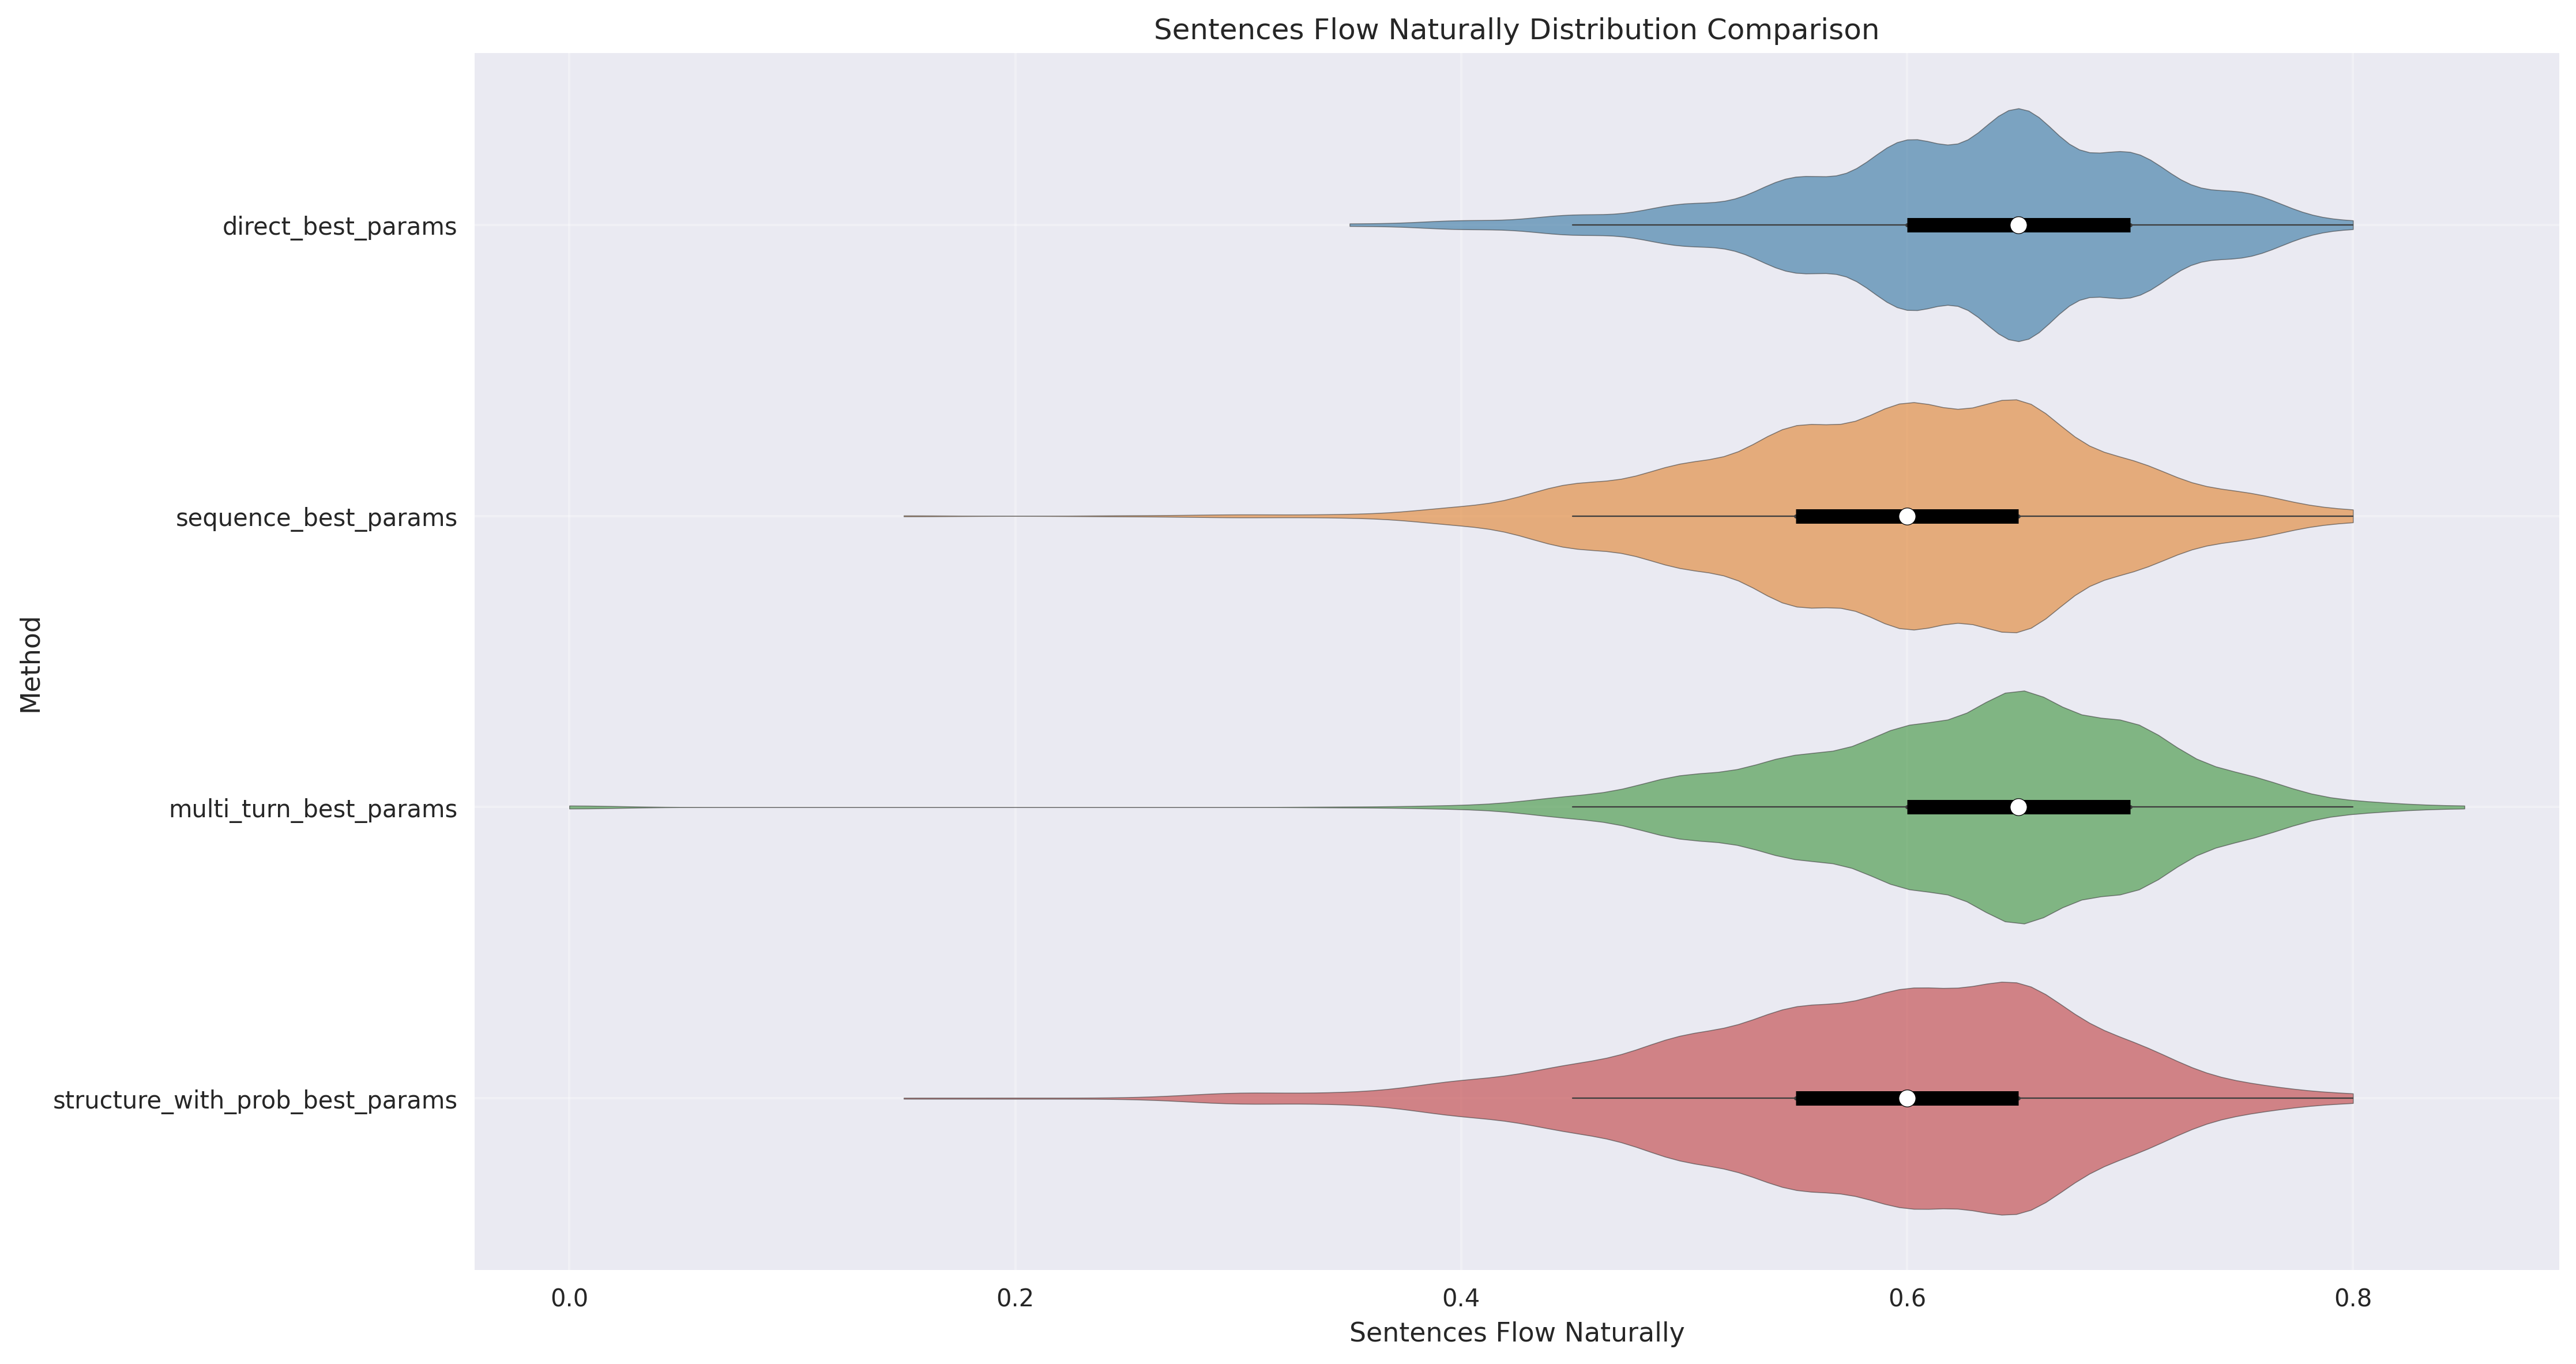 Sentences Flow Naturally Distribution Comparison
Method
direct_best_params
sequence_best_params
multi_turn_best_params
structure_with_prob_best_params
0.0 0.2 0.4 0.6 0.8
Sentences Flow Naturally